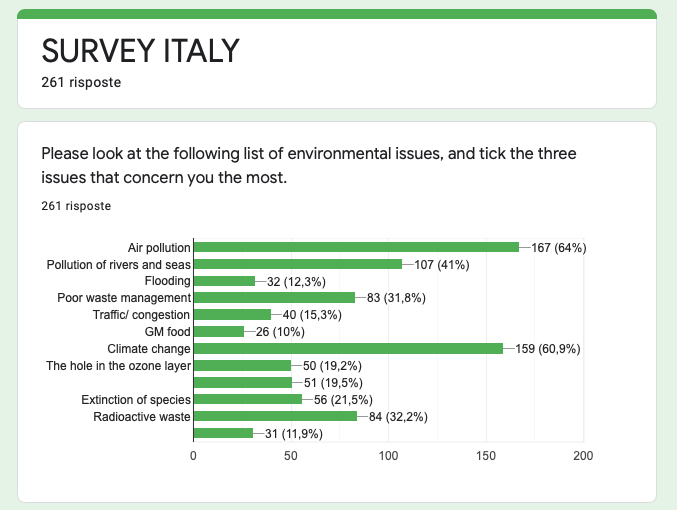 SURVEY ITALY
261 risposte
Please look at the following list of environmental issues, and tick the three
issues that concern you the most.
261 risposte
Air pollution 167 (64%)
Pollution of rivers and seas 107 (41%)
Flooding 32 (12,3%)
Poor waste management 83 (31,8%)
Traffic/ congestion 40 (15,3%)
GM food 26 (10%)
Climate change 159 (60,9%)
The hole in the ozone layer 50 (19,2%)
51 (19,5%)
Extinction of species 56 (21,5%)
Radioactive waste 84 (32,2%)
31 (11,9%)
0 50 100 150 200